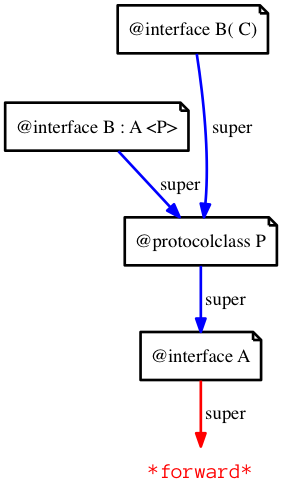 @interface B( C)
super
@interface B : A <P>
super
@protocolclass P
super
@interface A
super
*forward*